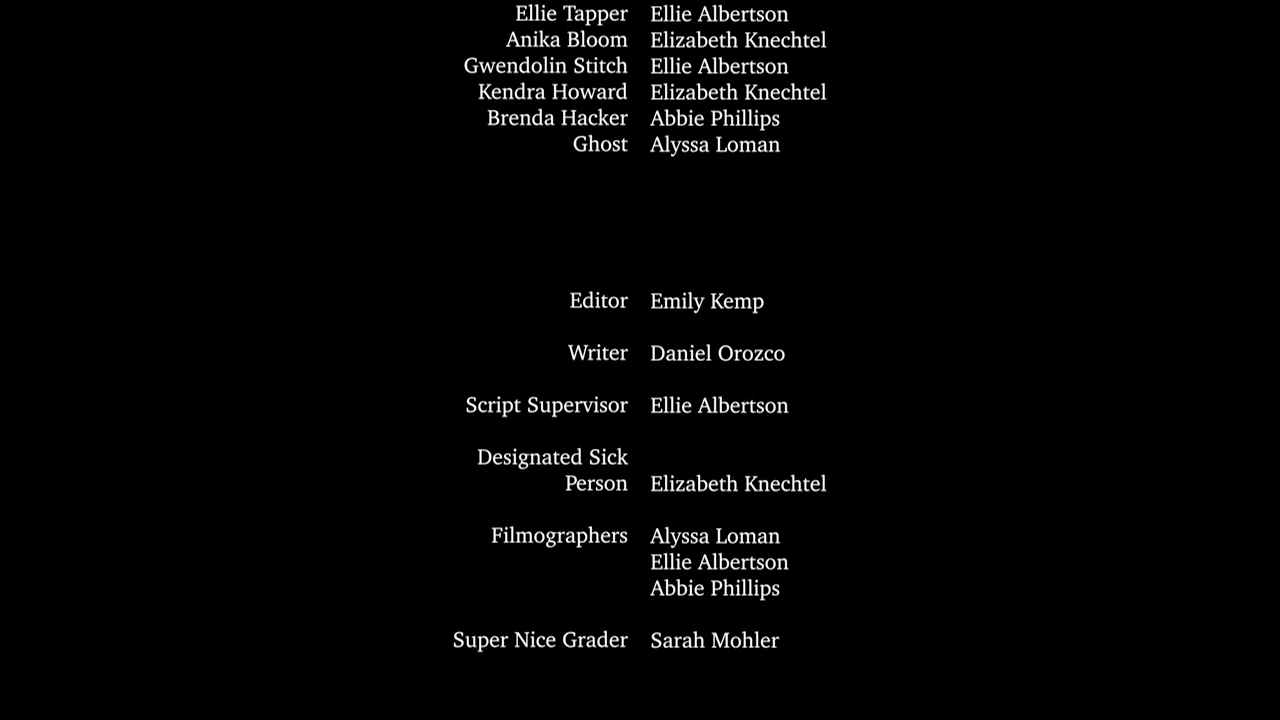 Ellie Tapper Ellie Albertson
Anika Bloom Elizabeth Knechtel
Gwendolin Stitch Ellie Albertson
Kendra Howard Elizabeth Knechtel
Brenda Hacker Abbie Phillips
Ghost Alyssa Loman
Editor Emily Kemp
Writer Daniel Orozco
Script Supervisor Ellie Albertson
Designated Sick
Person Elizabeth Knechtel
Filmographers Alyssa Loman
Ellie Albertson
Abbie Phillips
Super Nice Grader Sarah Mohler